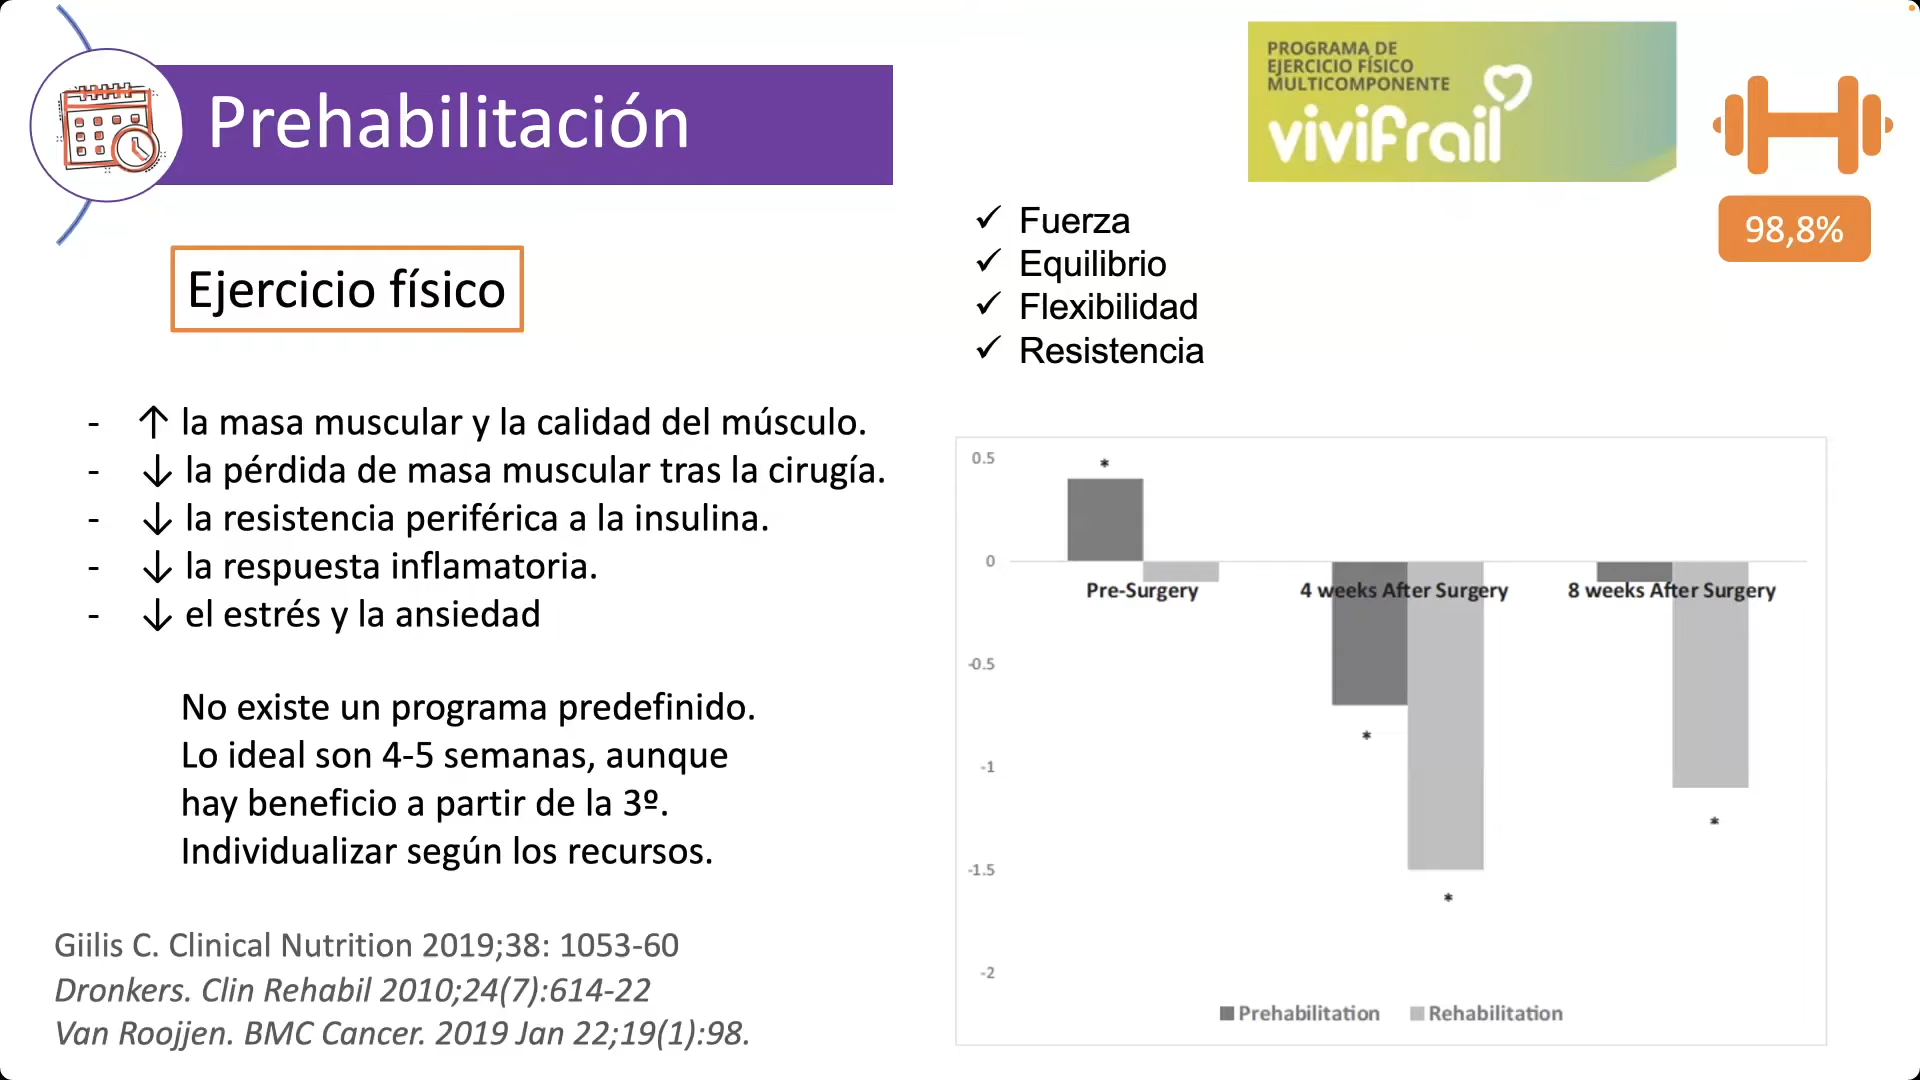 Prehabilitación
PROGRAMA DE
EJERCICIO FÍSICO
MULTICOMPONENTE
vivifrail
98,8%
Ejercicio físico
✓ Fuerza
✓ Equilibrio
✓ Flexibilidad
✓ Resistencia
- ↑ la masa muscular y la calidad del músculo.
- ↓ la pérdida de masa muscular tras la cirugía.
- ↓ la resistencia periférica a la insulina.
- ↓ la respuesta inflamatoria.
- ↓ el estrés y la ansiedad
No existe un programa predefinido.
Lo ideal son 4-5 semanas, aunque
hay beneficio a partir de la 3º.
Individualizar según los recursos.
Giilis C. Clinical Nutrition 2019;38: 1053-60
Dronkers. Clin Rehabil 2010;24(7):614-22
Van Roojjen. BMC Cancer. 2019 Jan 22;19(1):98.
0.5
*
0
Pre-Surgery 4 weeks After Surgery 8 weeks After Surgery
-0.5
*
-1
*
-1.5
*
-2
Prehabilitation Rehabilitation